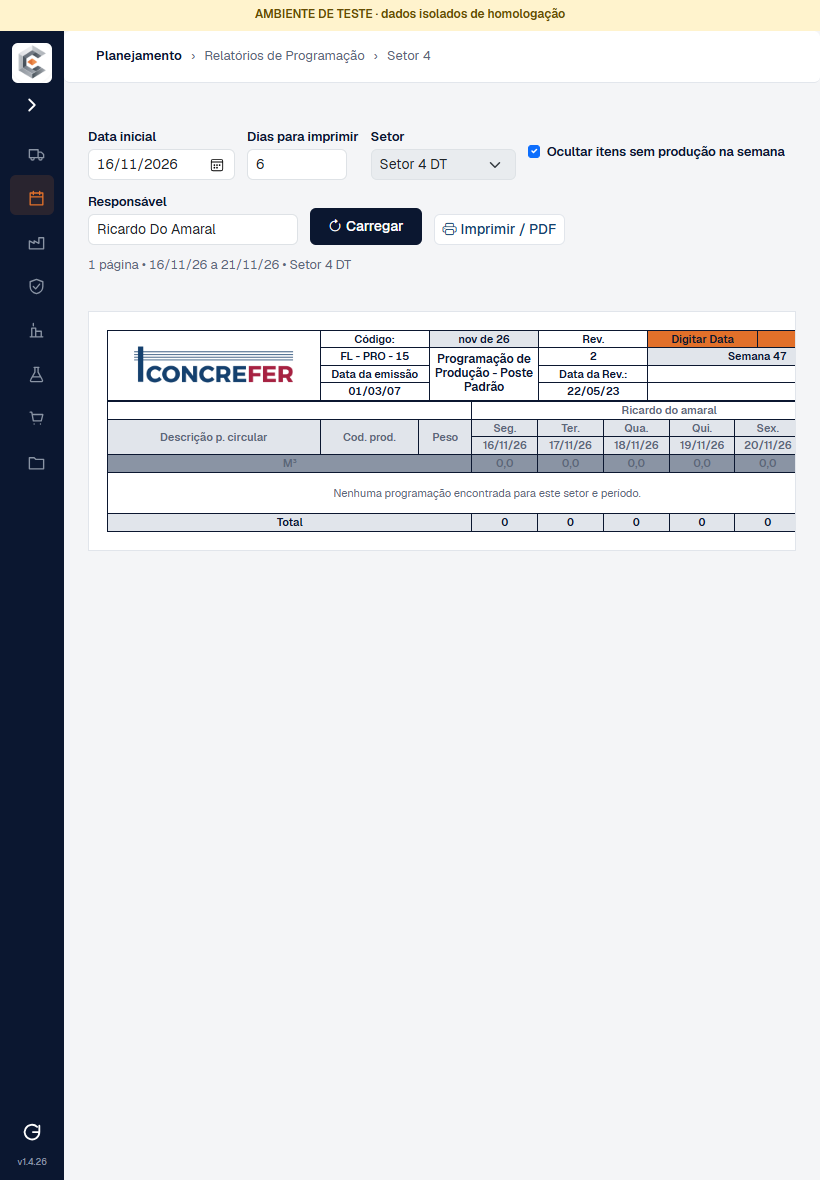 AMBIENTE DE TESTE · dados isolados de homologação
Planejamento › Relatórios de Programação › Setor 4
Data inicial Dias para imprimir Setor
16/11/2026 6 Setor 4 DT Ocultar itens sem produção na semana
Responsável
Ricardo Do Amaral Carregar Imprimir / PDF
1 página • 16/11/26 a 21/11/26 • Setor 4 DT
CONCREFER
Código: nov de 26 Rev. Digitar Data
FL - PRO - 15 Programação de Produção - Poste Padrão 2 Semana 47
Data da emissão Data da Rev.:
01/03/07 22/05/23
Ricardo do amaral
Descrição p. circular Cod. prod. Peso Seg. Ter. Qua. Qui. Sex.
16/11/26 17/11/26 18/11/26 19/11/26 20/11/26
M³ 0,0 0,0 0,0 0,0 0,0
Nenhuma programação encontrada para este setor e período.
Total 0 0 0 0 0
v1.4.26